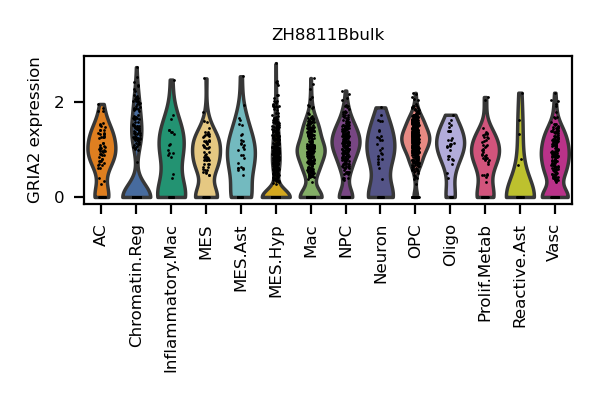 ZH8811Bbulk
GRIA2 expression
2
0
AC
Chromatin.Reg
Inflammatory.Mac
MES
MES.Ast
MES.Hyp
Mac
NPC
Neuron
OPC
Oligo
Prolif.Metab
Reactive.Ast
Vasc